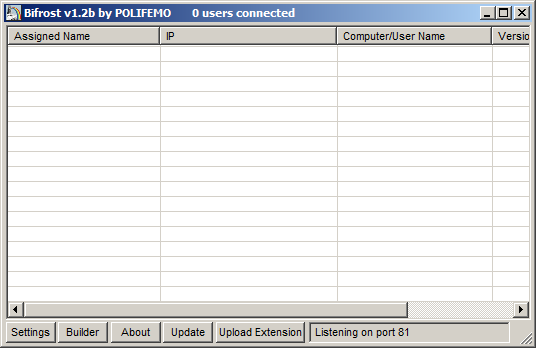 Bifrost v1.2b by POLIFEMO 0 users connected
Assigned Name IP Computer/User Name Versio
Settings Builder About Update Upload Extension Listening on port 81